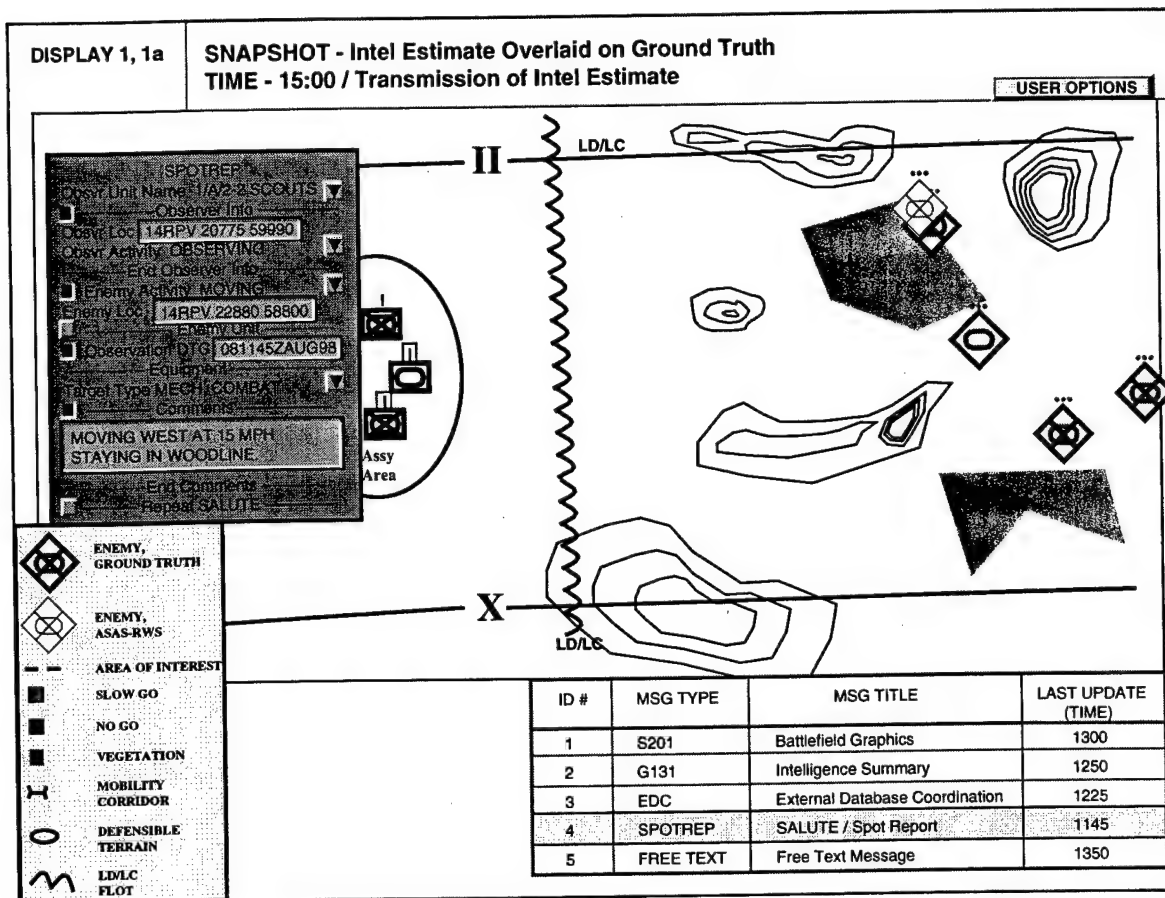 DISPLAY 1, 1a
SNAPSHOT - Intel Estimate Overlaid on Ground Truth
TIME - 15:00 / Transmission of Intel Estimate
USER OPTIONS
SPOTREP
Obsvr Unit Name 1/A/2-2 SCOUTS
Observer Info
Obsvr Loc 14RPV 20775 59990
Obsvr Activity OBSERVING
End Observer Info
Enemy Activity MOVING
Enemy Loc 14RPV 22880 58800
Enemy Unit
Observation DTG 081145ZAUG98
Equipment
Target Type MECH COMBAT
Comments
MOVING WEST AT 15 MPH
STAYING IN WOODLINE.
End Comments
Repeat SALUTE
II
LD/LC
Assy
Area
X
LD/LC
ENEMY,
GROUND TRUTH
ENEMY,
ASAS-RWS
AREA OF INTEREST
SLOW GO
NO GO
VEGETATION
MOBILITY
CORRIDOR
DEFENSIBLE
TERRAIN
LD/LC
FLOT
ID # MSG TYPE MSG TITLE LAST UPDATE
(TIME)
1 S201 Battlefield Graphics 1300
2 G131 Intelligence Summary 1250
3 EDC External Database Coordination 1225
4 SPOTREP SALUTE / Spot Report 1145
5 FREE TEXT Free Text Message 1350